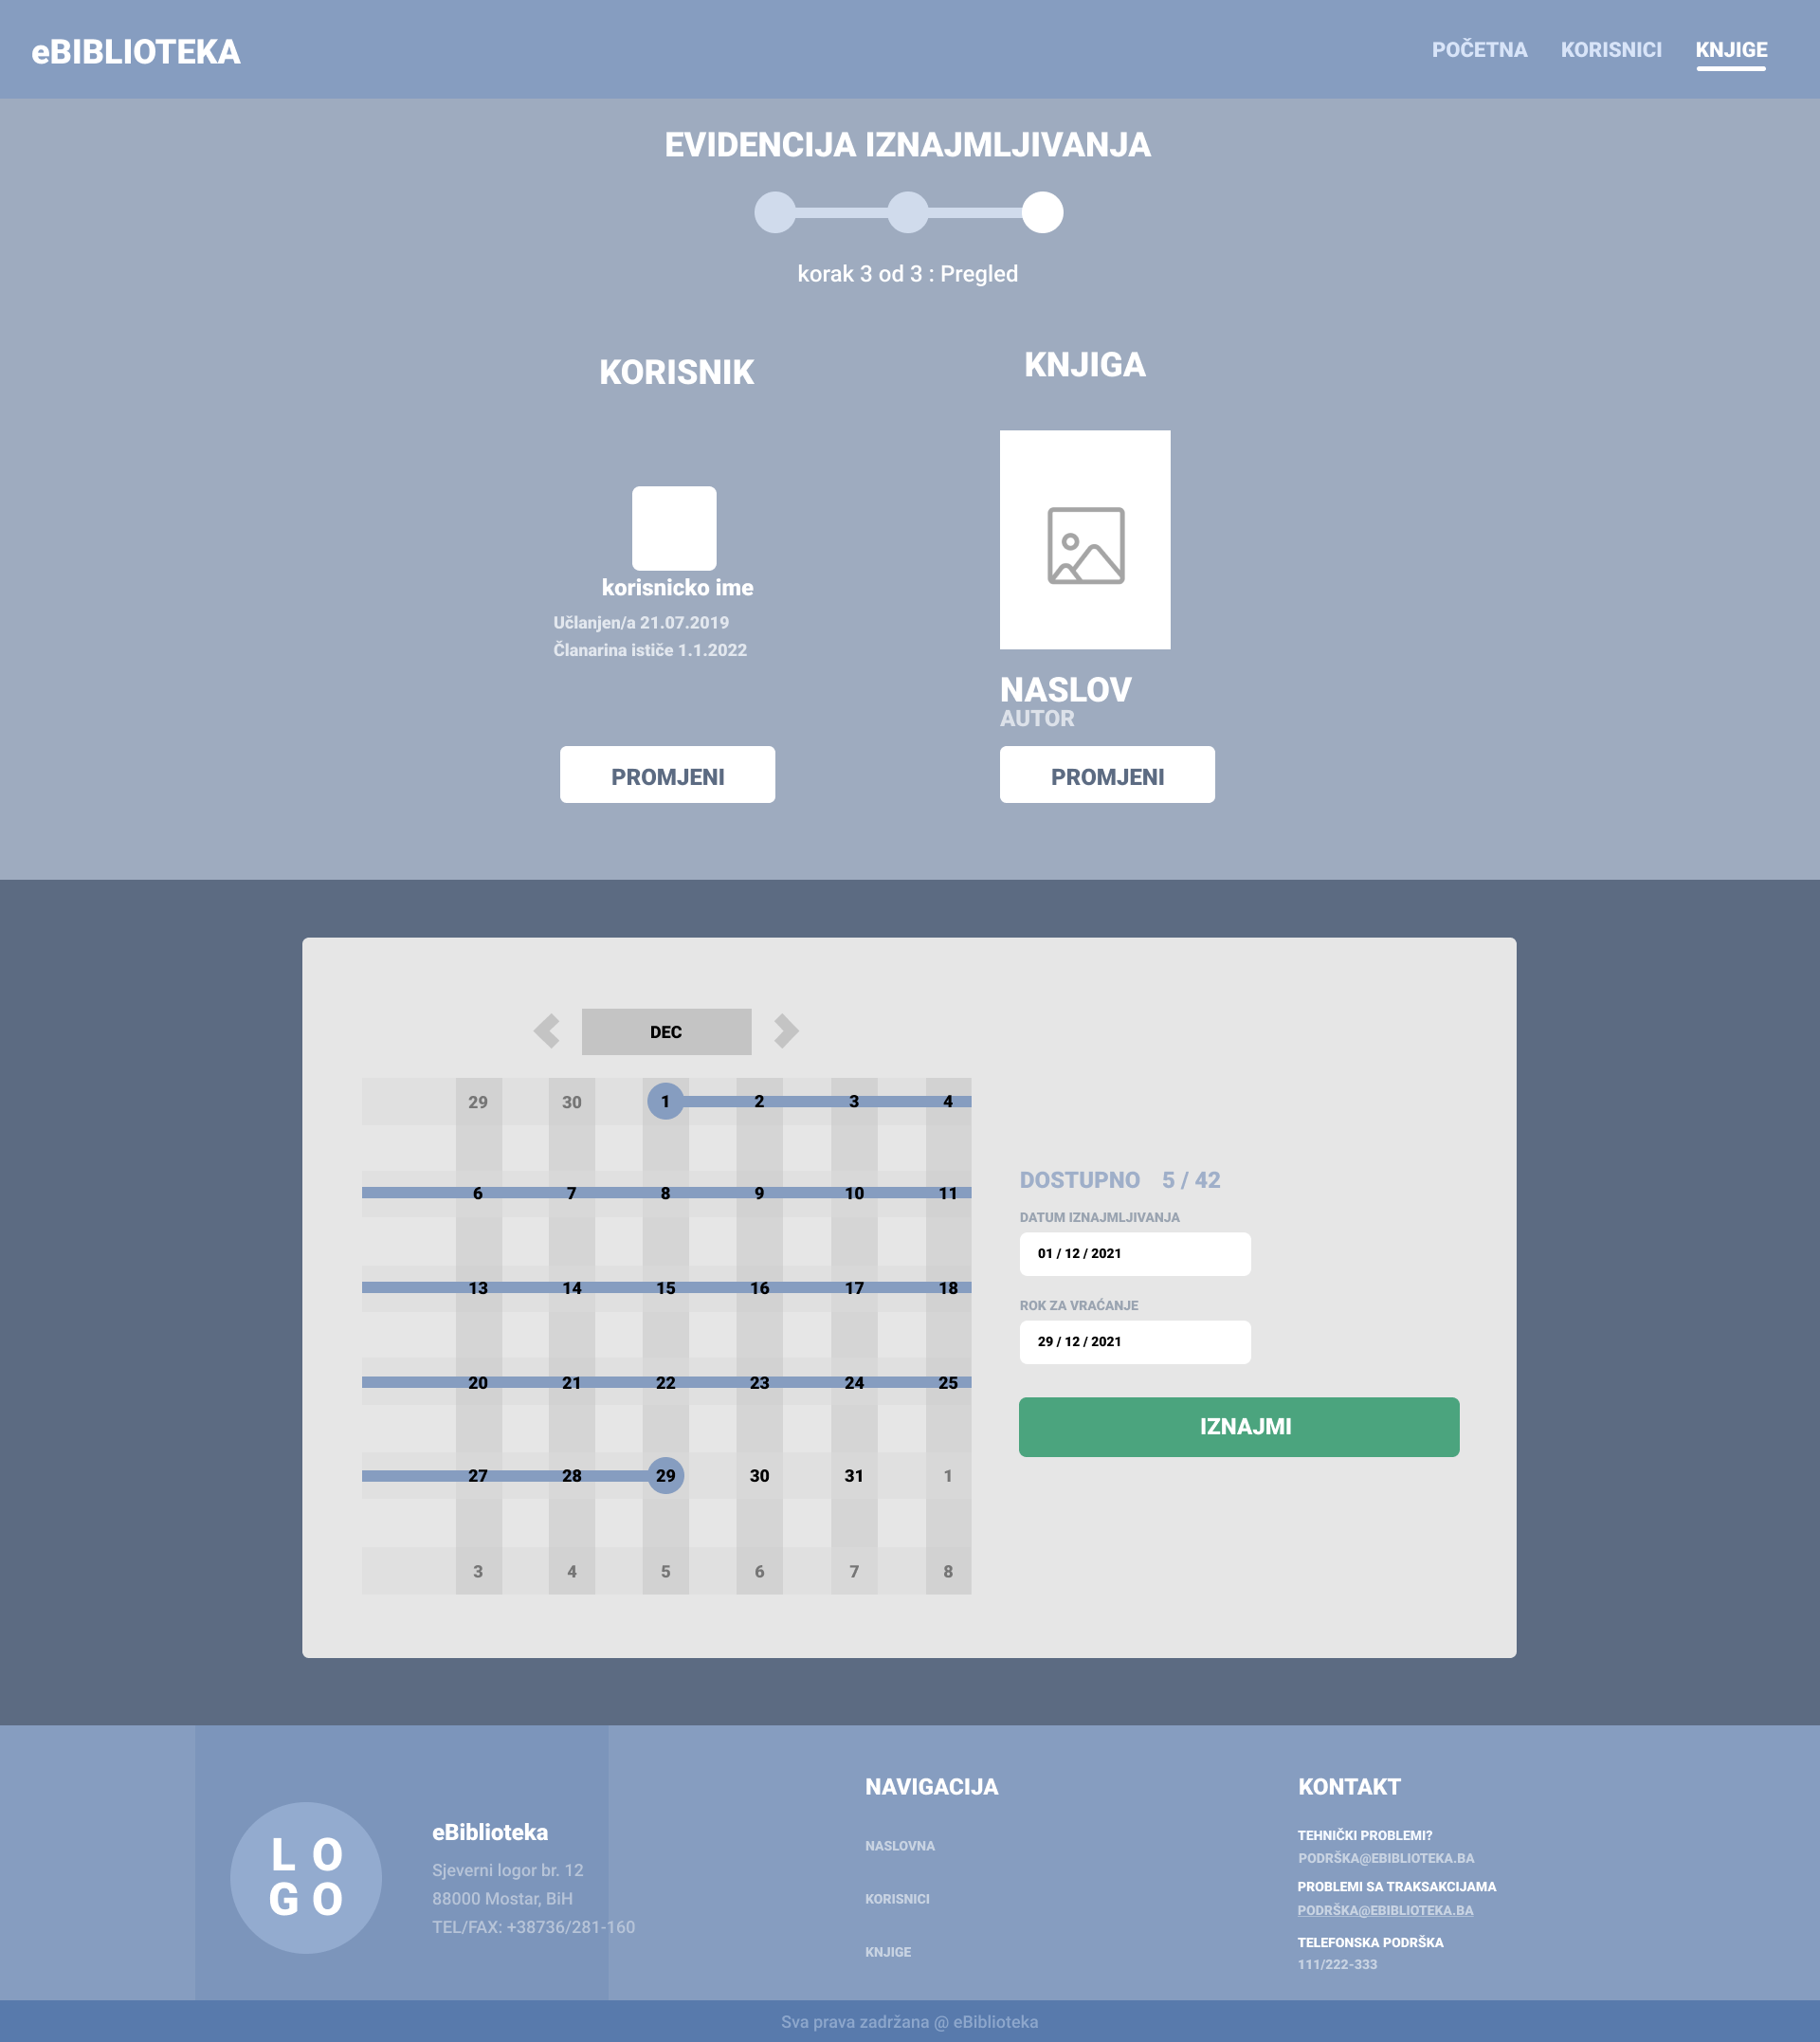 eBIBLIOTEKA
POČETNA KORISNICI KNJIGE
EVIDENCIJA IZNAJMLJIVANJA
korak 3 od 3 : Pregled
KORISNIK
korisnicko ime
Učlanjen/a 21.07.2019
Članarina ističe 1.1.2022
PROMJENI
KNJIGA
NASLOV
AUTOR
PROMJENI
DEC
29 30 1 2 3 4
6 7 8 9 10 11
13 14 15 16 17 18
20 21 22 23 24 25
27 28 29 30 31 1
3 4 5 6 7 8
DOSTUPNO 5 / 42
DATUM IZNAJMLJIVANJA
01 / 12 / 2021
ROK ZA VRAĆANJE
29 / 12 / 2021
IZNAJMI
L O
G O
eBiblioteka
Sjeverni logor br. 12
88000 Mostar, BiH
TEL/FAX: +38736/281-160
NAVIGACIJA
NASLOVNA
KORISNICI
KNJIGE
KONTAKT
TEHNIČKI PROBLEMI?
PODRŠKA@EBIBLIOTEKA.BA
PROBLEMI SA TRAKSAKCIJAMA
PODRŠKA@EBIBLIOTEKA.BA
TELEFONSKA PODRŠKA
111/222-333
Sva prava zadržana @ eBiblioteka